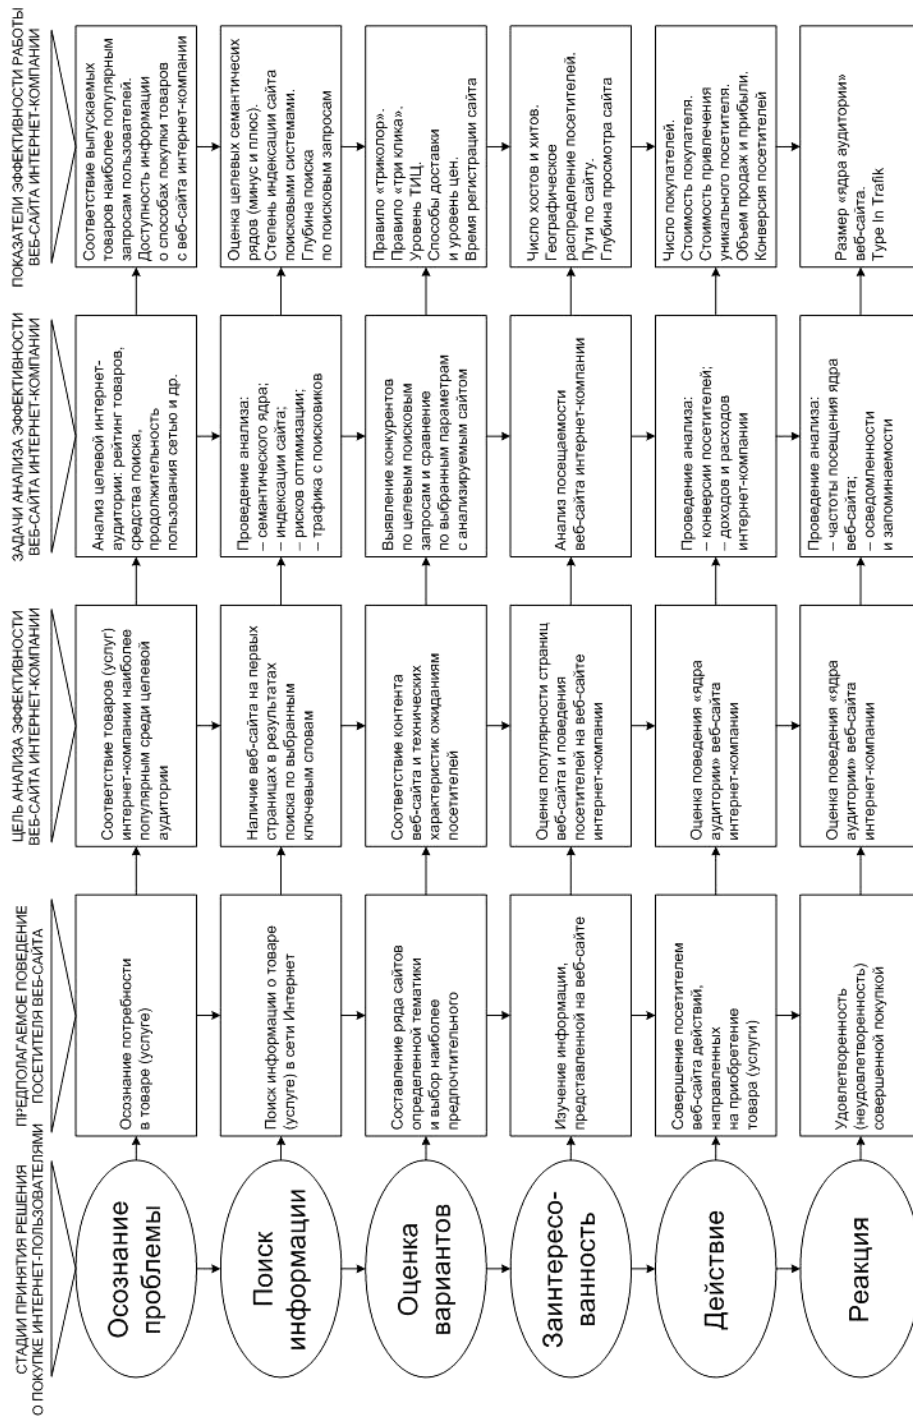 СТАДИИ ПРИНЯТИЯ РЕШЕНИЯ
О ПОКУПКЕ ИНТЕРНЕТ-ПОЛЬЗОВАТЕЛЯМИ
ПРЕДПОЛАГАЕМОЕ ПОВЕДЕНИЕ
ПОСЕТИТЕЛЯ ВЕБ-САЙТА
ЦЕЛЬ АНАЛИЗА ЭФФЕКТИВНОСТИ
ВЕБ-САЙТА ИНТЕРНЕТ-КОМПАНИИ
ЗАДАЧИ АНАЛИЗА ЭФФЕКТИВНОСТИ
ВЕБ-САЙТА ИНТЕРНЕТ-КОМПАНИИ
ПОКАЗАТЕЛИ ЭФФЕКТИВНОСТИ РАБОТЫ
ВЕБ-САЙТА ИНТЕРНЕТ-КОМПАНИИ
Осознание
проблемы
Осознание потребности
в товаре (услуге)
Соответствие товаров (услуг)
интернет-компании наиболее
популярным среди целевой
аудитории
Анализ целевой интернет-
аудитории: рейтинг товаров,
средства поиска,
продолжительность
пользования сетью и др.
Соответствие выпускаемых
товаров наиболее популярным
запросам пользователей.
Доступность информации
о способах покупки товаров
с веб-сайта интернет-компании
Поиск
информации
Поиск информации о товаре
(услуге) в сети Интернет
Наличие веб-сайта на первых
страницах в результатах
поиска по выбранным
ключевым словам
Проведение анализа:
– семантического ядра;
– индексации сайта;
– рисков оптимизации;
– трафика с поисковиков
Оценка целевых семантичесих
рядов (минус и плюс).
Степень индексации сайта
поисковыми системами.
Глубина поиска
по поисковым запросам
Оценка
вариантов
Составление ряда сайтов
определенной тематики
и выбор наиболее
предпочтительного
Соответствие контента
веб-сайта и технических
характеристик ожиданиям
посетителей
Выявление конкурентов
по целевым поисковым
запросам и сравнение
по выбранным параметрам
с анализируемым сайтом
Правило «триколор».
Правило «три клика».
Уровень ТИЦ.
Способы доставки
и уровень цен.
Время регистрации сайта
Заинтересо-
ванность
Изучение информации,
представленной на веб-сайте
Оценка популярности страниц
веб-сайта и поведения
посетителей на веб-сайте
интернет-компании
Анализ посещаемости
веб-сайта интернет-компании
Число хостов и хитов.
Географическое
распределение посетителей.
Пути по сайту.
Глубина просмотра сайта
Действие
Совершение посетителем
веб-сайта действий,
направленных
на приобретение
товара (услуги)
Оценка поведения «ядра
аудитории» веб-сайта
интернет-компании
Проведение анализа:
– конверсии посетителей;
– доходов и расходов
интернет-компании
Число покупателей.
Стоимость покупателя.
Стоимость привлечения
уникального посетителя.
Объем продаж и прибыли.
Конверсия посетителей
Реакция
Удовлетворенность
(неудовлетворенность)
совершенной покупкой
Оценка поведения «ядра
аудитории» веб-сайта
интернет-компании
Проведение анализа:
– частоты посещения ядра
веб-сайта;
– осведомленности
и запоминаемости
Размер «ядра аудитории»
веб-сайта.
Type In Trafik